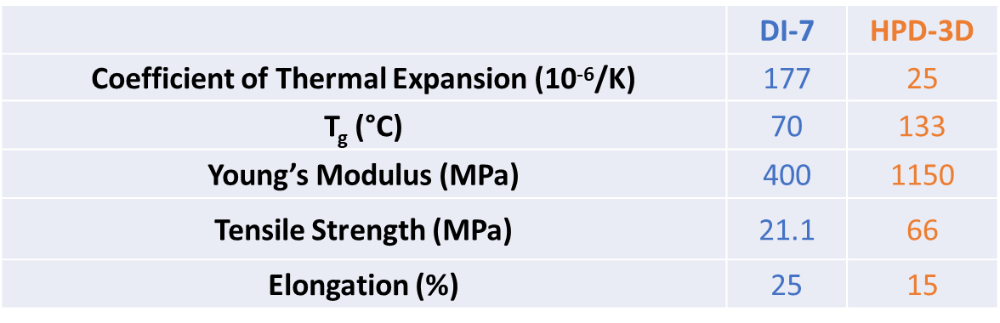 DI-7 HPD-3D
Coefficient of Thermal Expansion (10⁻⁶/K) 177 25
Tg (°C) 70 133
Young’s Modulus (MPa) 400 1150
Tensile Strength (MPa) 21.1 66
Elongation (%) 25 15